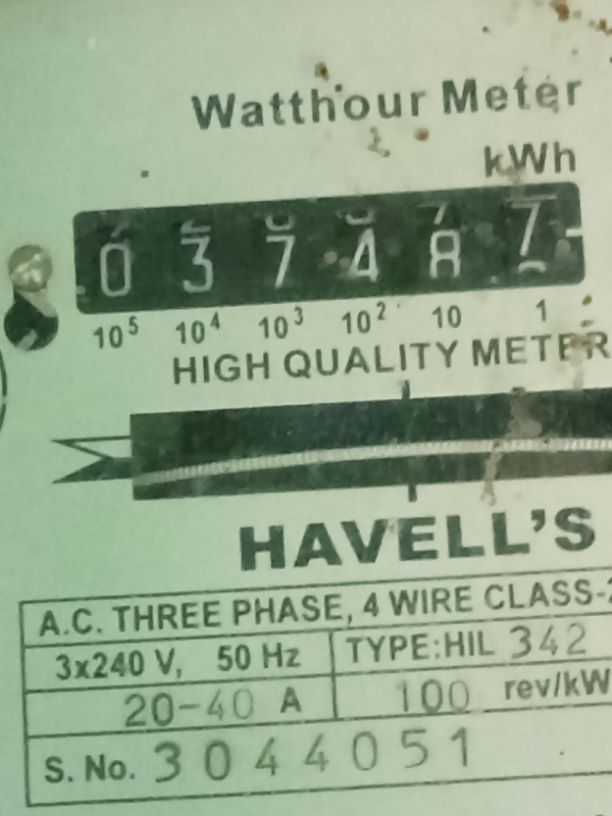 Watthour Meter
kWh
0 3 7 4 8 7
10⁵ 10⁴ 10³ 10² 10 1
HIGH QUALITY METER
HAVELL'S
A.C. THREE PHASE, 4 WIRE CLASS-2
3x240 V, 50 Hz TYPE:HIL 342
20-40 A 100 rev/kW
S. No. 3044051